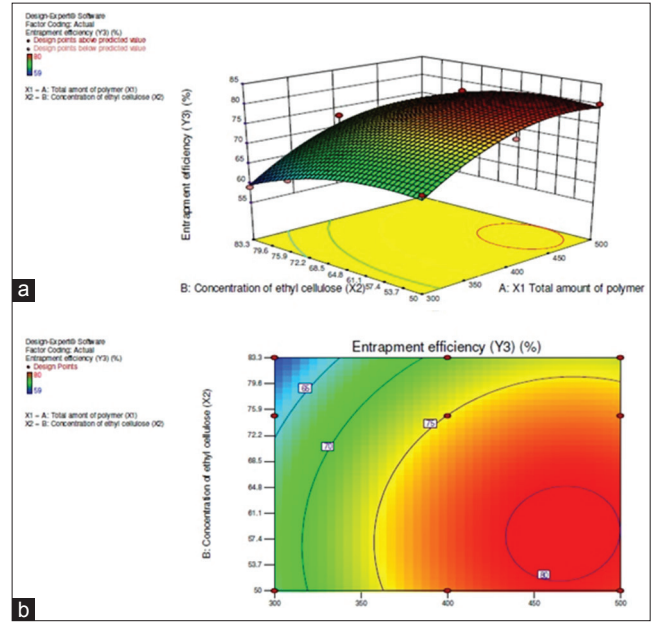 Design-Expert® Software
Factor Coding: Actual
Entrapment efficiency (Y3) (%)
Design points above predicted value
Design points below predicted value
80
59
X1 = A: Total amont of polymer (X1)
X2 = B: Concentration of ethyl cellulose (X2)
Entrapment efficiency (Y3) (%)
85
80
75
70
65
60
55
83.3
79.6
75.9
72.2
68.5
64.8
61.1
57.4
53.7
50
300
350
400
450
500
B: Concentration of ethyl cellulose (X2)
A: X1 Total amount of polymer
a
Design-Expert® Software
Factor Coding: Actual
Entrapment efficiency (Y3) (%)
Design Points
80
59
X1 = A: Total amont of polymer (X1)
X2 = B: Concentration of ethyl cellulose (X2)
Entrapment efficiency (Y3) (%)
B: Concentration of ethyl cellulose (X2)
83.3
79.6
75.9
72.2
68.5
64.8
61.1
57.4
53.7
50
65
70
75
80
300
350
400
450
500
b